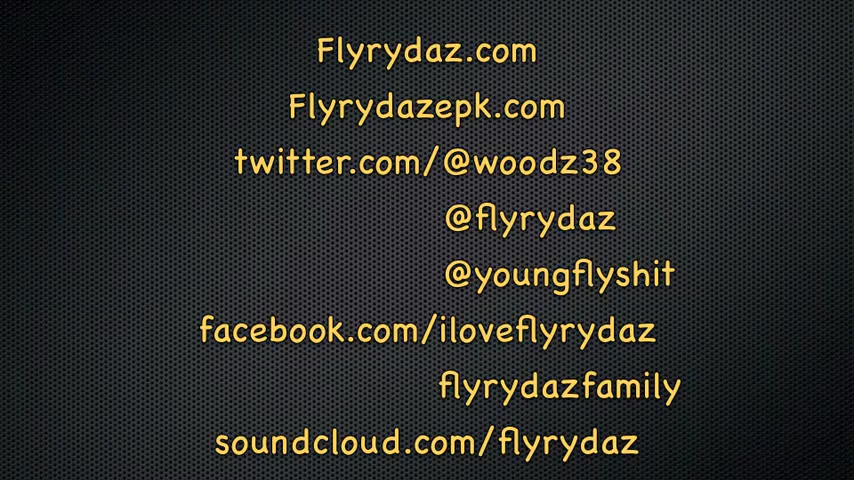 Flyrydaz.com
Flyrydazepk.com
twitter.com/@woodz38
@flyrydaz
@youngflyshit
facebook.com/iloveflyrydaz
flyrydazfamily
soundcloud.com/flyrydaz